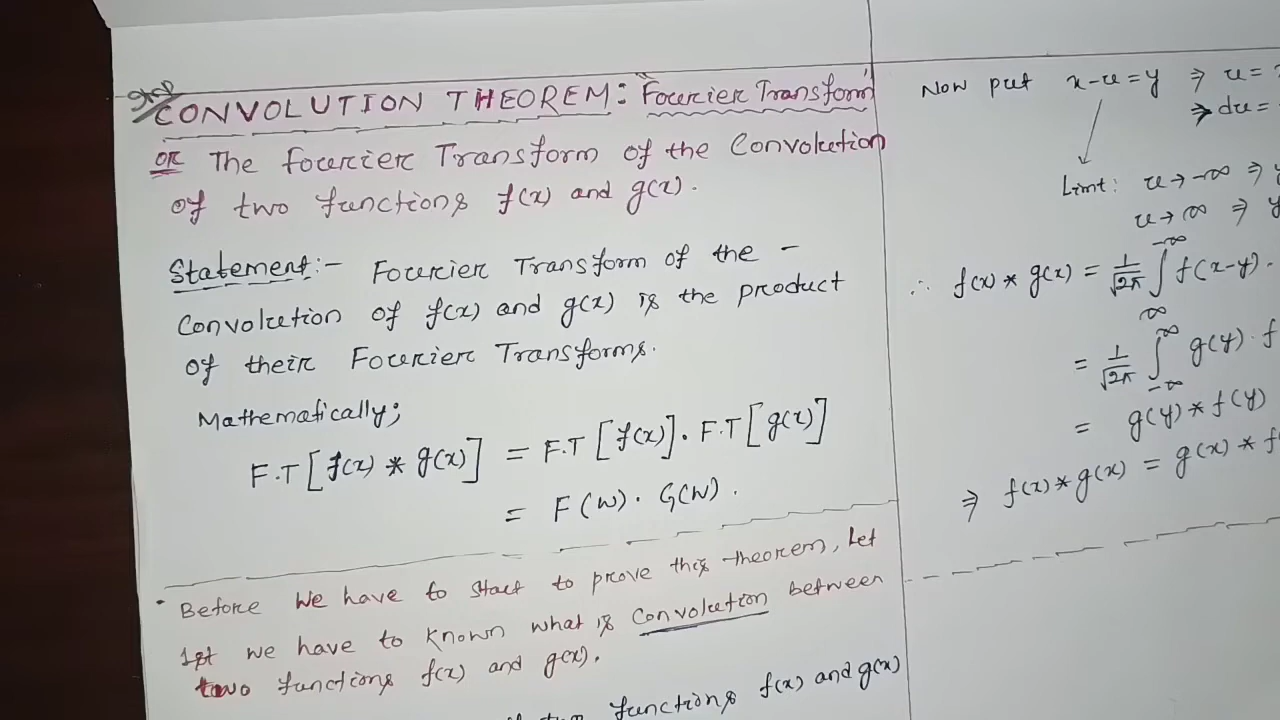 CONVOLUTION THEOREM: Fourier Transform
OR The Fourier Transform of the Convolution
of two functions f(x) and g(x).
Statement:- Fourier Transform of the -
Convolution of f(x) and g(x) is the product
of their Fourier Transforms.
Mathematically;
F.T[f(x) * g(x)] = F.T[f(x)]. F.T[g(x)]
= F(W). G(W).
• Before We have to start to prove this theorem, Let
1st we have to known what is Convolution between
two functions f(x) and g(x).
two functions f(x) and g(x)
Now put x-u=y ⇒ u=
⇒ du=
Limt: u→-∞ ⇒ y
u→∞ ⇒ y
∴ f(x) * g(x) = 1/√2π ∫_∞^-∞ f(x-y).
= 1/√2π ∫_-∞^∞ g(y). f
= g(y) * f(y)
⇒ f(x) * g(x) = g(x) * f